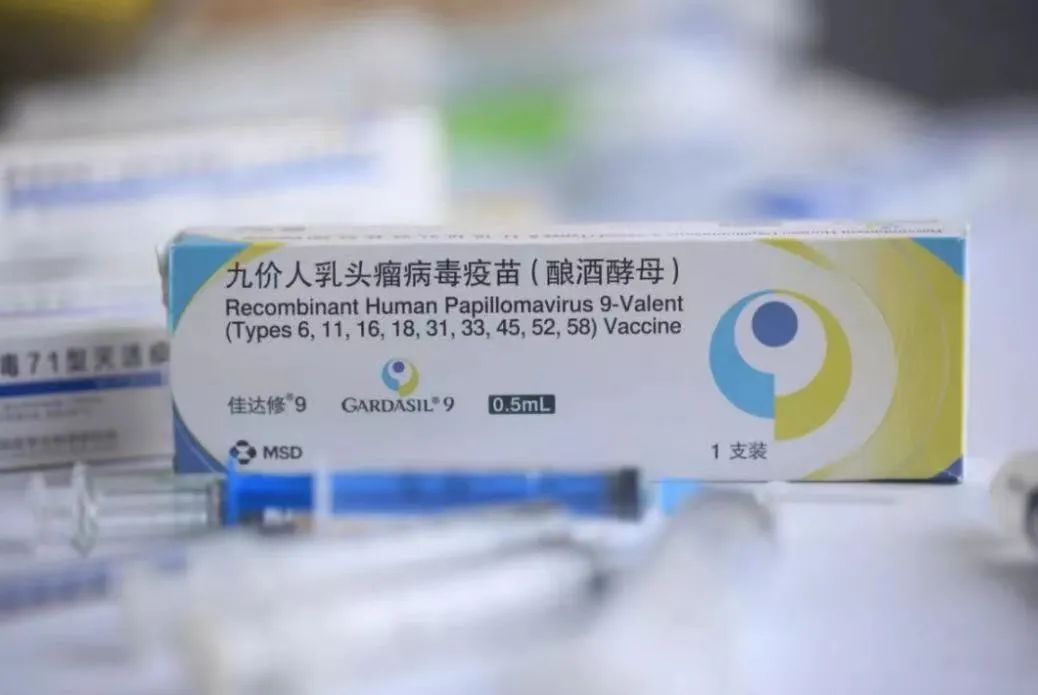 九价人乳头瘤病毒疫苗（酿酒酵母）
Recombinant Human Papillomavirus 9-Valent
(Types 6, 11, 16, 18, 31, 33, 45, 52, 58) Vaccine
佳达修®9
GARDASIL®9
0.5mL
MSD
1 支装
毒71型灭活疫